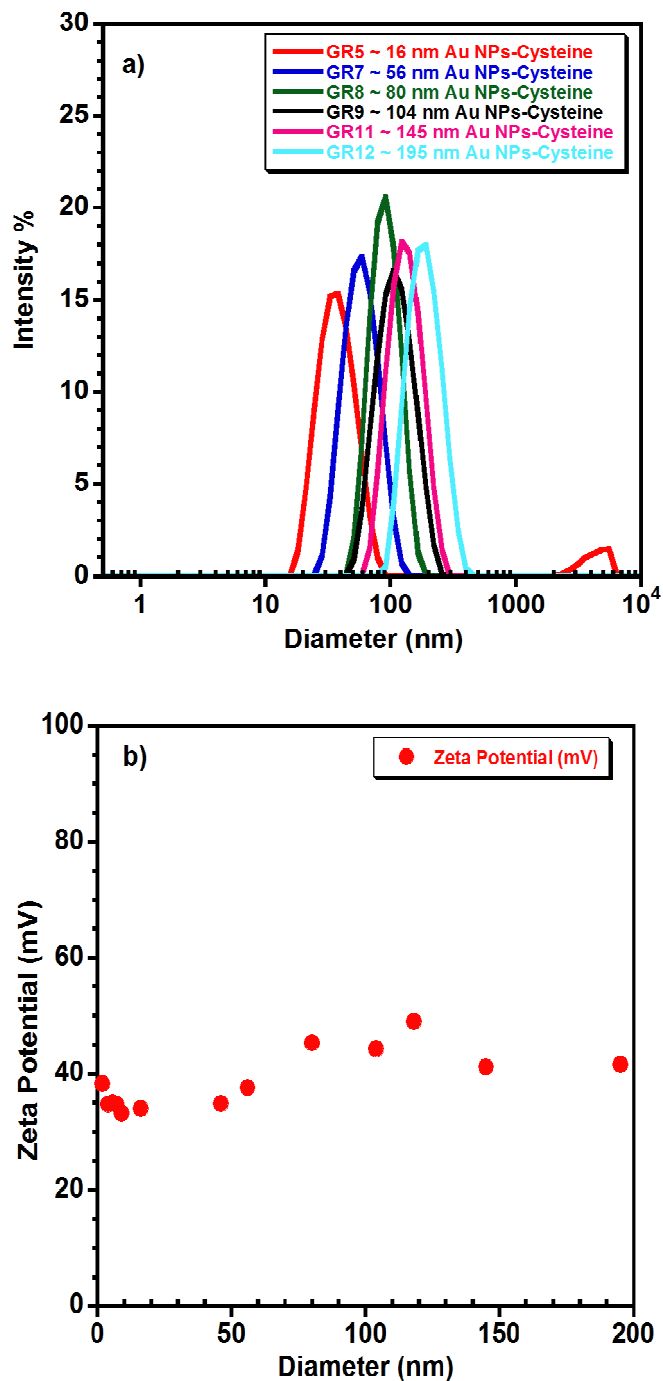 a)
GR5 ~ 16 nm Au NPs-Cysteine
GR7 ~ 56 nm Au NPs-Cysteine
GR8 ~ 80 nm Au NPs-Cysteine
GR9 ~ 104 nm Au NPs-Cysteine
GR11 ~ 145 nm Au NPs-Cysteine
GR12 ~ 195 nm Au NPs-Cysteine
Intensity %
30
25
20
15
10
5
0
1 10 100 1000 10⁴
Diameter (nm)
b)
Zeta Potential (mV)
Zeta Potential (mV)
100
80
60
40
20
0
0 50 100 150 200
Diameter (nm)